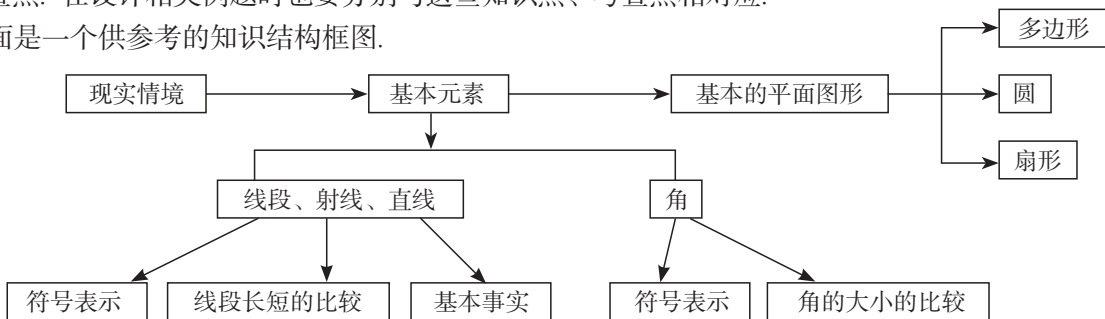 在设计相关例题时也要分别与这些知识点、考查点相对应.
面是一个供参考的知识结构框图.
多边形
现实情境 基本元素 基本的平面图形 圆
扇形
线段、射线、直线 角
符号表示 线段长短的比较 基本事实 符号表示 角的大小的比较